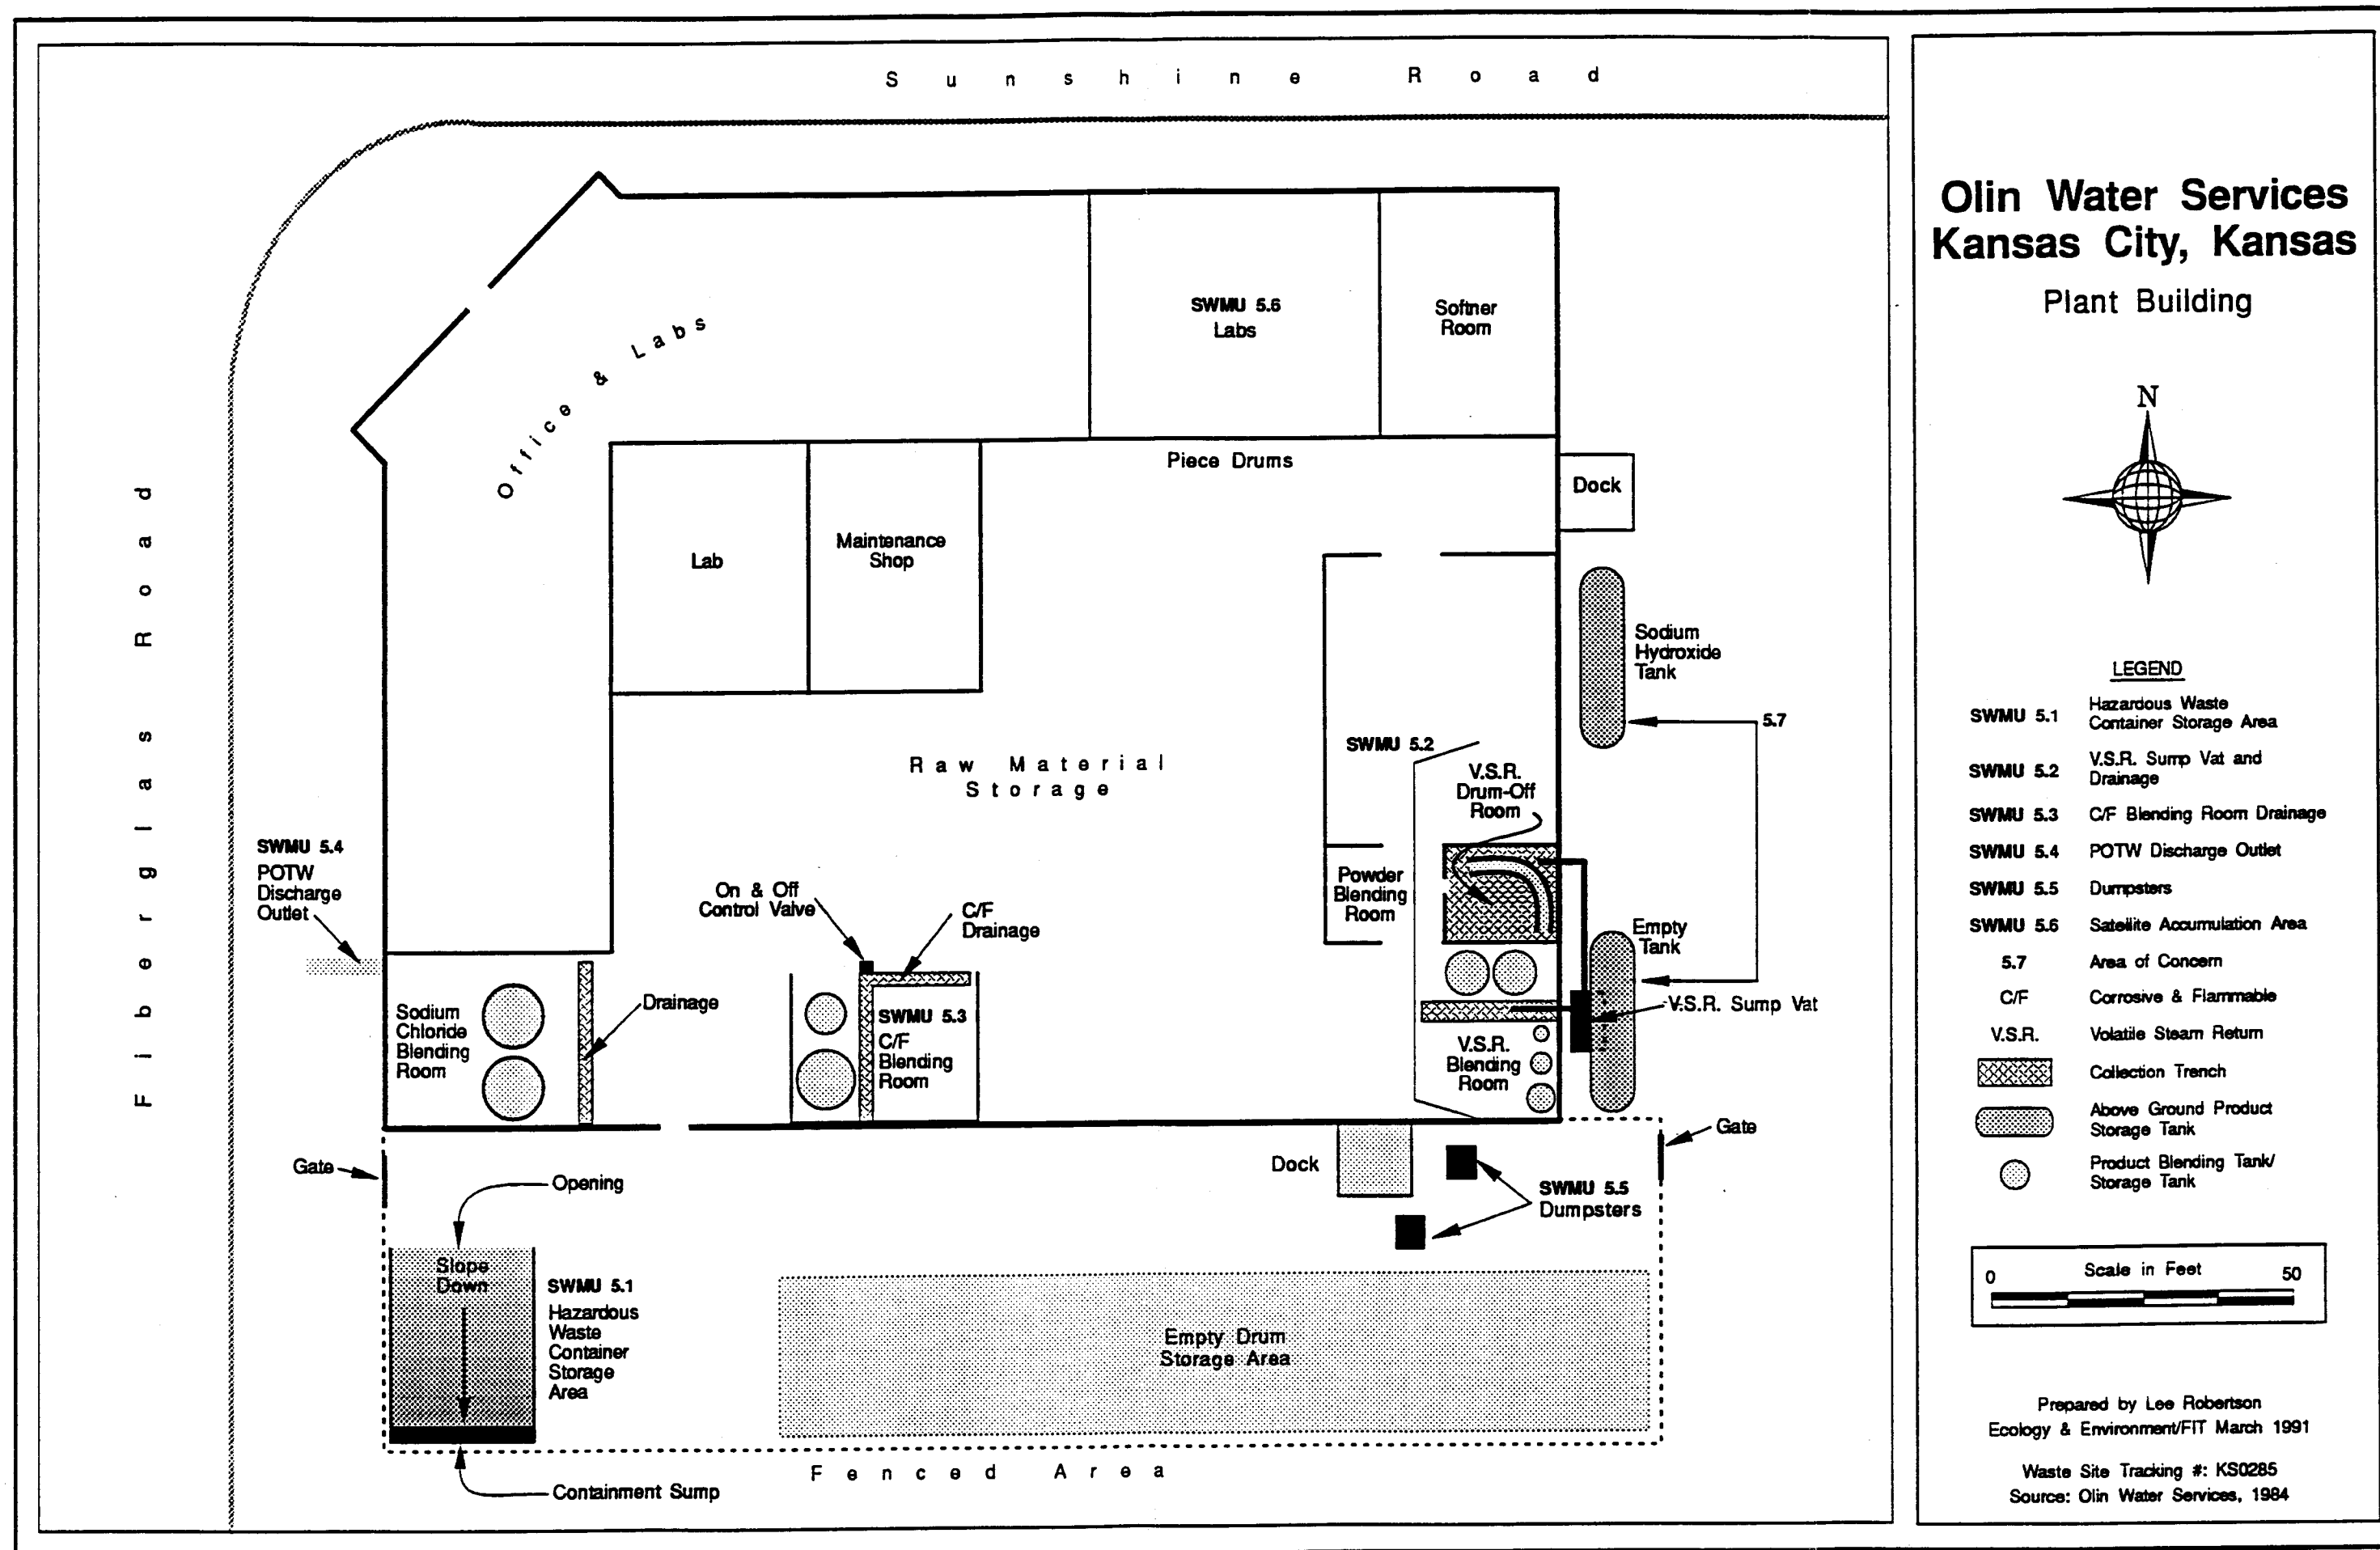 Sunshine Road
Fiberglass Road
Office & Labs
SWMU 5.6
Labs
Softner
Room
Piece Drums
Dock
Lab
Maintenance
Shop
Sodium
Hydroxide
Tank
5.7
SWMU 5.2
V.S.R.
Drum-Off
Room
Raw Material
Storage
SWMU 5.4
POTW
Discharge
Outlet
On & Off
Control Valve
C/F
Drainage
Powder
Blending
Room
Empty
Tank
Sodium
Chloride
Blending
Room
Drainage
SWMU 5.3
C/F
Blending
Room
V.S.R. Sump Vat
V.S.R.
Blending
Room
Gate
Opening
Dock
Gate
SWMU 5.5
Dumpsters
Slope
Down
SWMU 5.1
Hazardous
Waste
Container
Storage
Area
Empty Drum
Storage Area
Fenced Area
Containment Sump
Olin Water Services
Kansas City, Kansas
Plant Building
N
LEGEND
SWMU 5.1 Hazardous Waste
Container Storage Area
SWMU 5.2 V.S.R. Sump Vat and
Drainage
SWMU 5.3 C/F Blending Room Drainage
SWMU 5.4 POTW Discharge Outlet
SWMU 5.5 Dumpsters
SWMU 5.6 Satellite Accumulation Area
5.7 Area of Concern
C/F Corrosive & Flammable
V.S.R. Volatile Steam Return
Collection Trench
Above Ground Product
Storage Tank
Product Blending Tank/
Storage Tank
0 Scale in Feet 50
Prepared by Lee Robertson
Ecology & Environment/FIT March 1991
Waste Site Tracking #: KS0285
Source: Olin Water Services, 1984